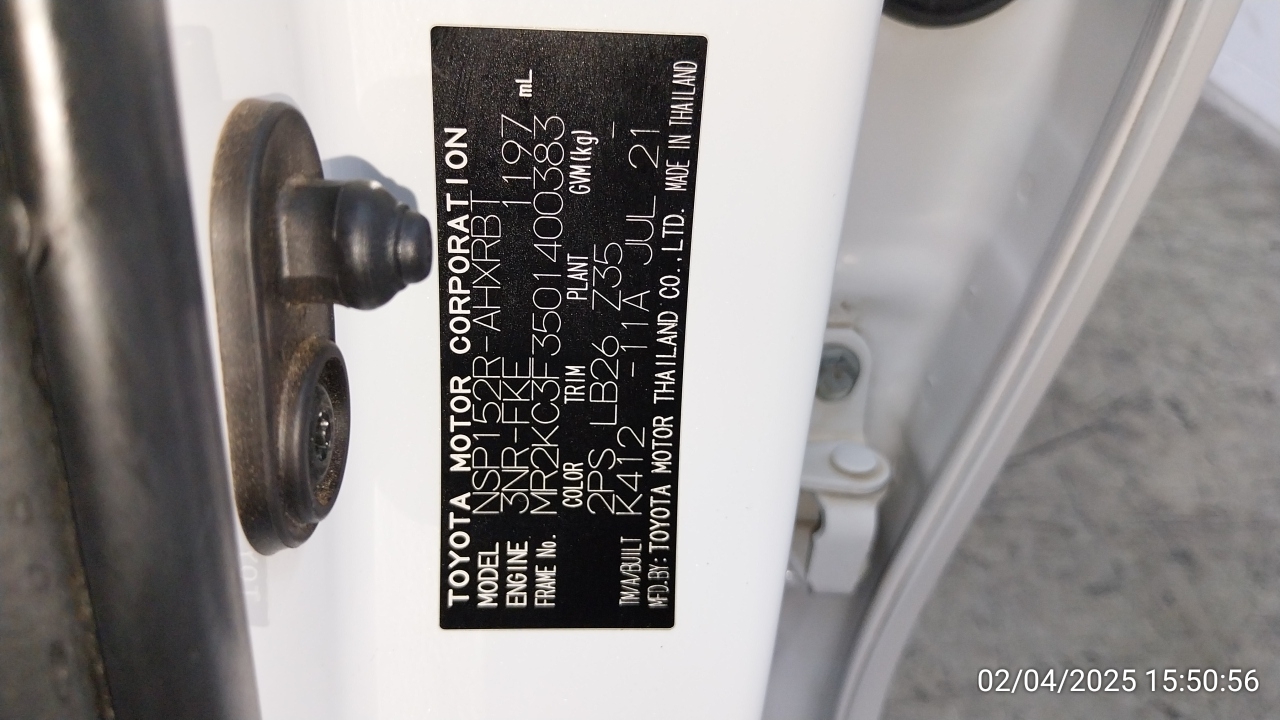 TOYOTA MOTOR CORPORATION
MODEL NSP152R-AHXRBT
ENGINE 3NR-FKE 1197 mL
FRAME No. MR2KC3F3501400383
COLOR TRIM PLANT GVM(kg)
2PS LB26 Z35 -
TM/A/BUILT K412 -11A JUL 21
MFD.BY: TOYOTA MOTOR THAILAND CO.,LTD. MADE IN THAILAND
02/04/2025 15:50:56